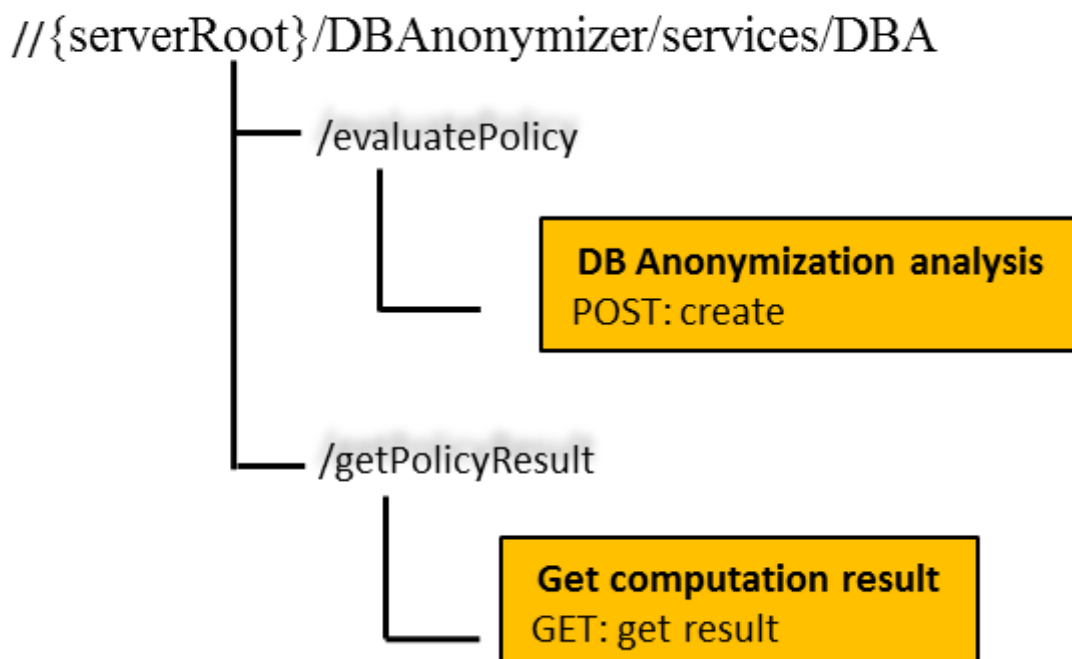 //{serverRoot}/DBAnonymizer/services/DBA
/evaluatePolicy
DB Anonymization analysis
POST: create
/getPolicyResult
Get computation result
GET: get result